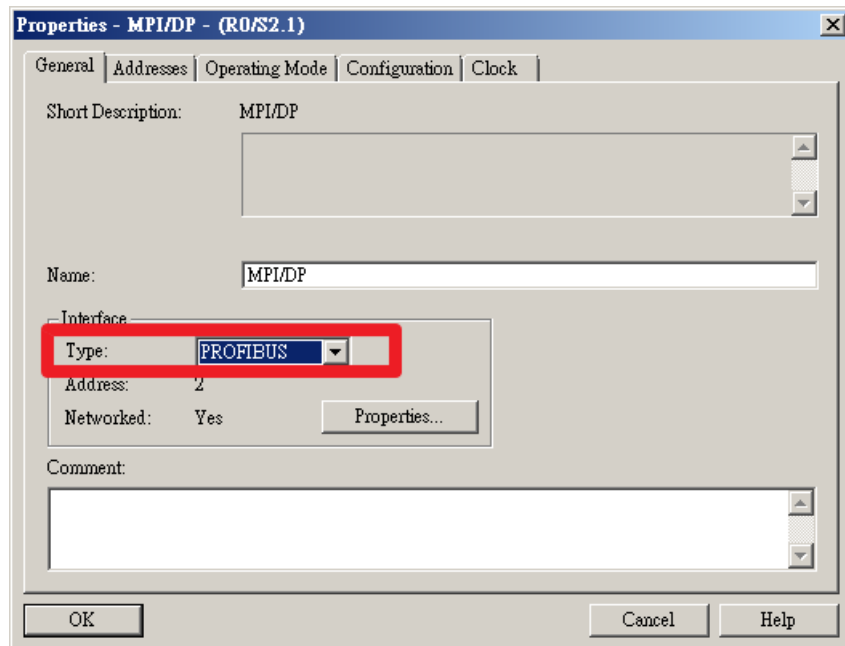 Properties - MPI/DP - (R0/S2.1)
General Addresses Operating Mode Configuration Clock
Short Description: MPI/DP
Name: MPI/DP
Interface
Type: PROFIBUS
Address: 2
Networked: Yes Properties...
Comment:
OK Cancel Help